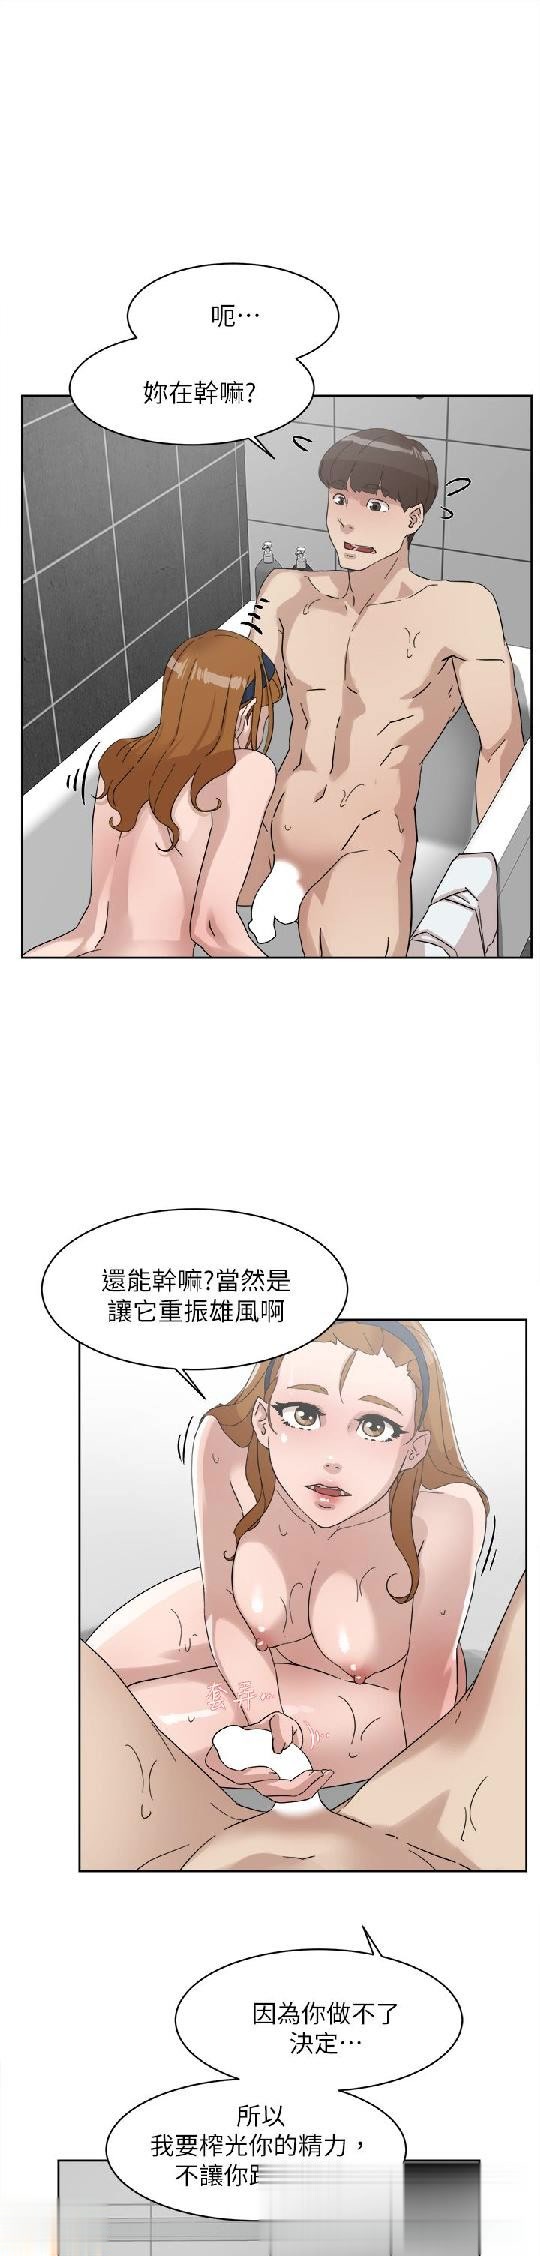 呃⋯
妳在幹嘛?
還能幹嘛?當然是
讓它重振雄風啊
套弄⋯
因為你做不了
決定⋯
所以
我要榨光你的精力，
不讓你